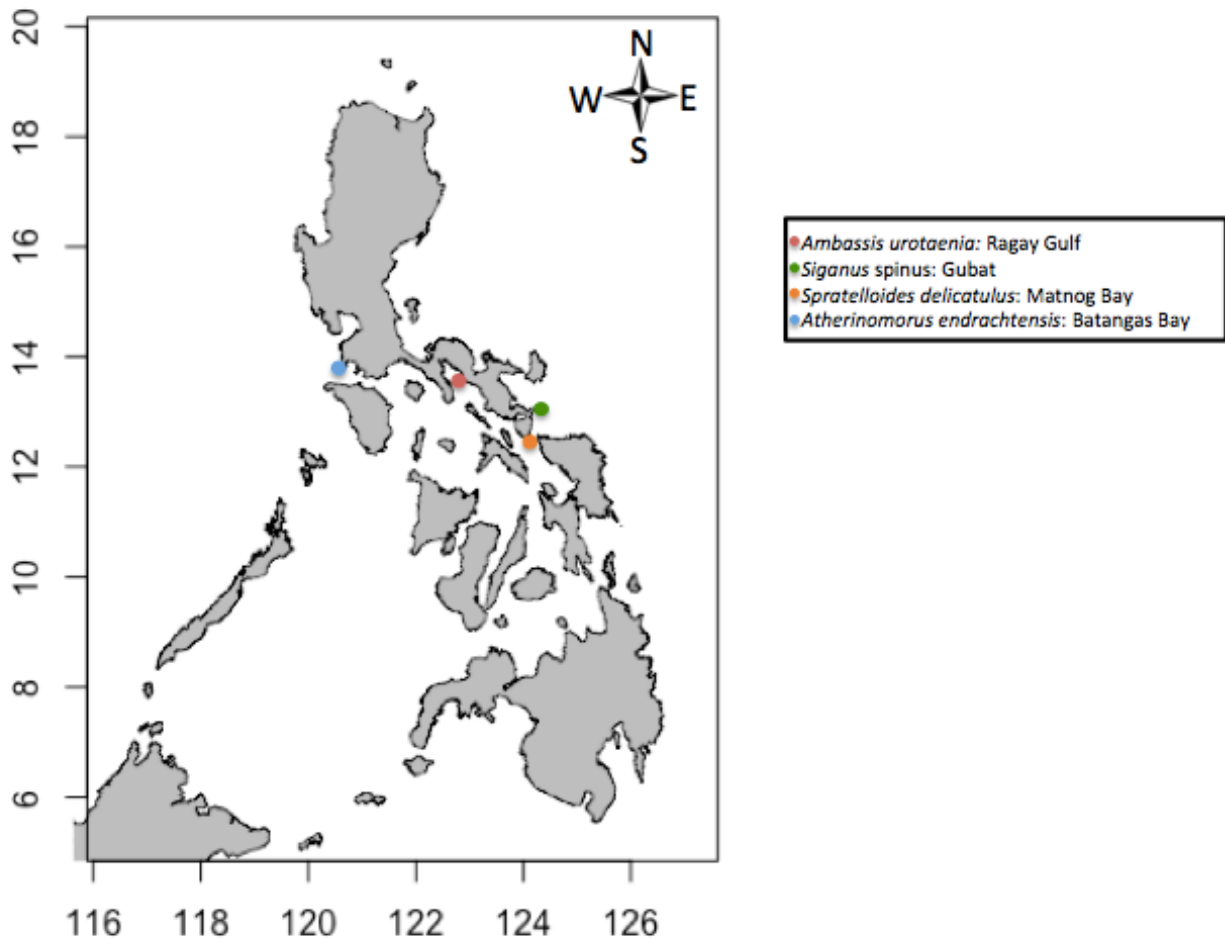 20
18
16
14
12
10
8
6
N
W E
S
Ambassis urotaenia: Ragay Gulf
Siganus spinus: Gubat
Spratelloides delicatulus: Matnog Bay
Atherinomorus endrachtensis: Batangas Bay
116 118 120 122 124 126